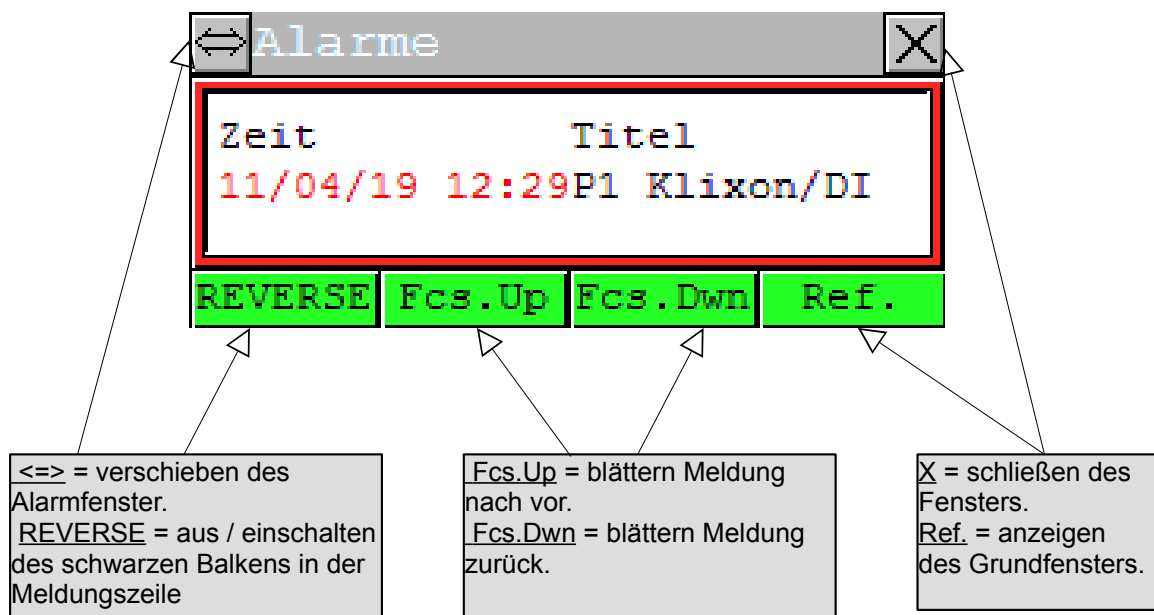 Alarme X
Zeit Titel
11/04/19 12:29 P1 Klixon/DI
REVERSE Fcs.Up Fcs.Dwn Ref.
<=> = verschieben des
Alarmfenster.
REVERSE = aus / einschalten
des schwarzen Balkens in der
Meldungszeile
Fcs.Up = blättern Meldung
nach vor.
Fcs.Dwn = blättern Meldung
zurück.
X = schließen des
Fensters.
Ref. = anzeigen
des Grundfensters.